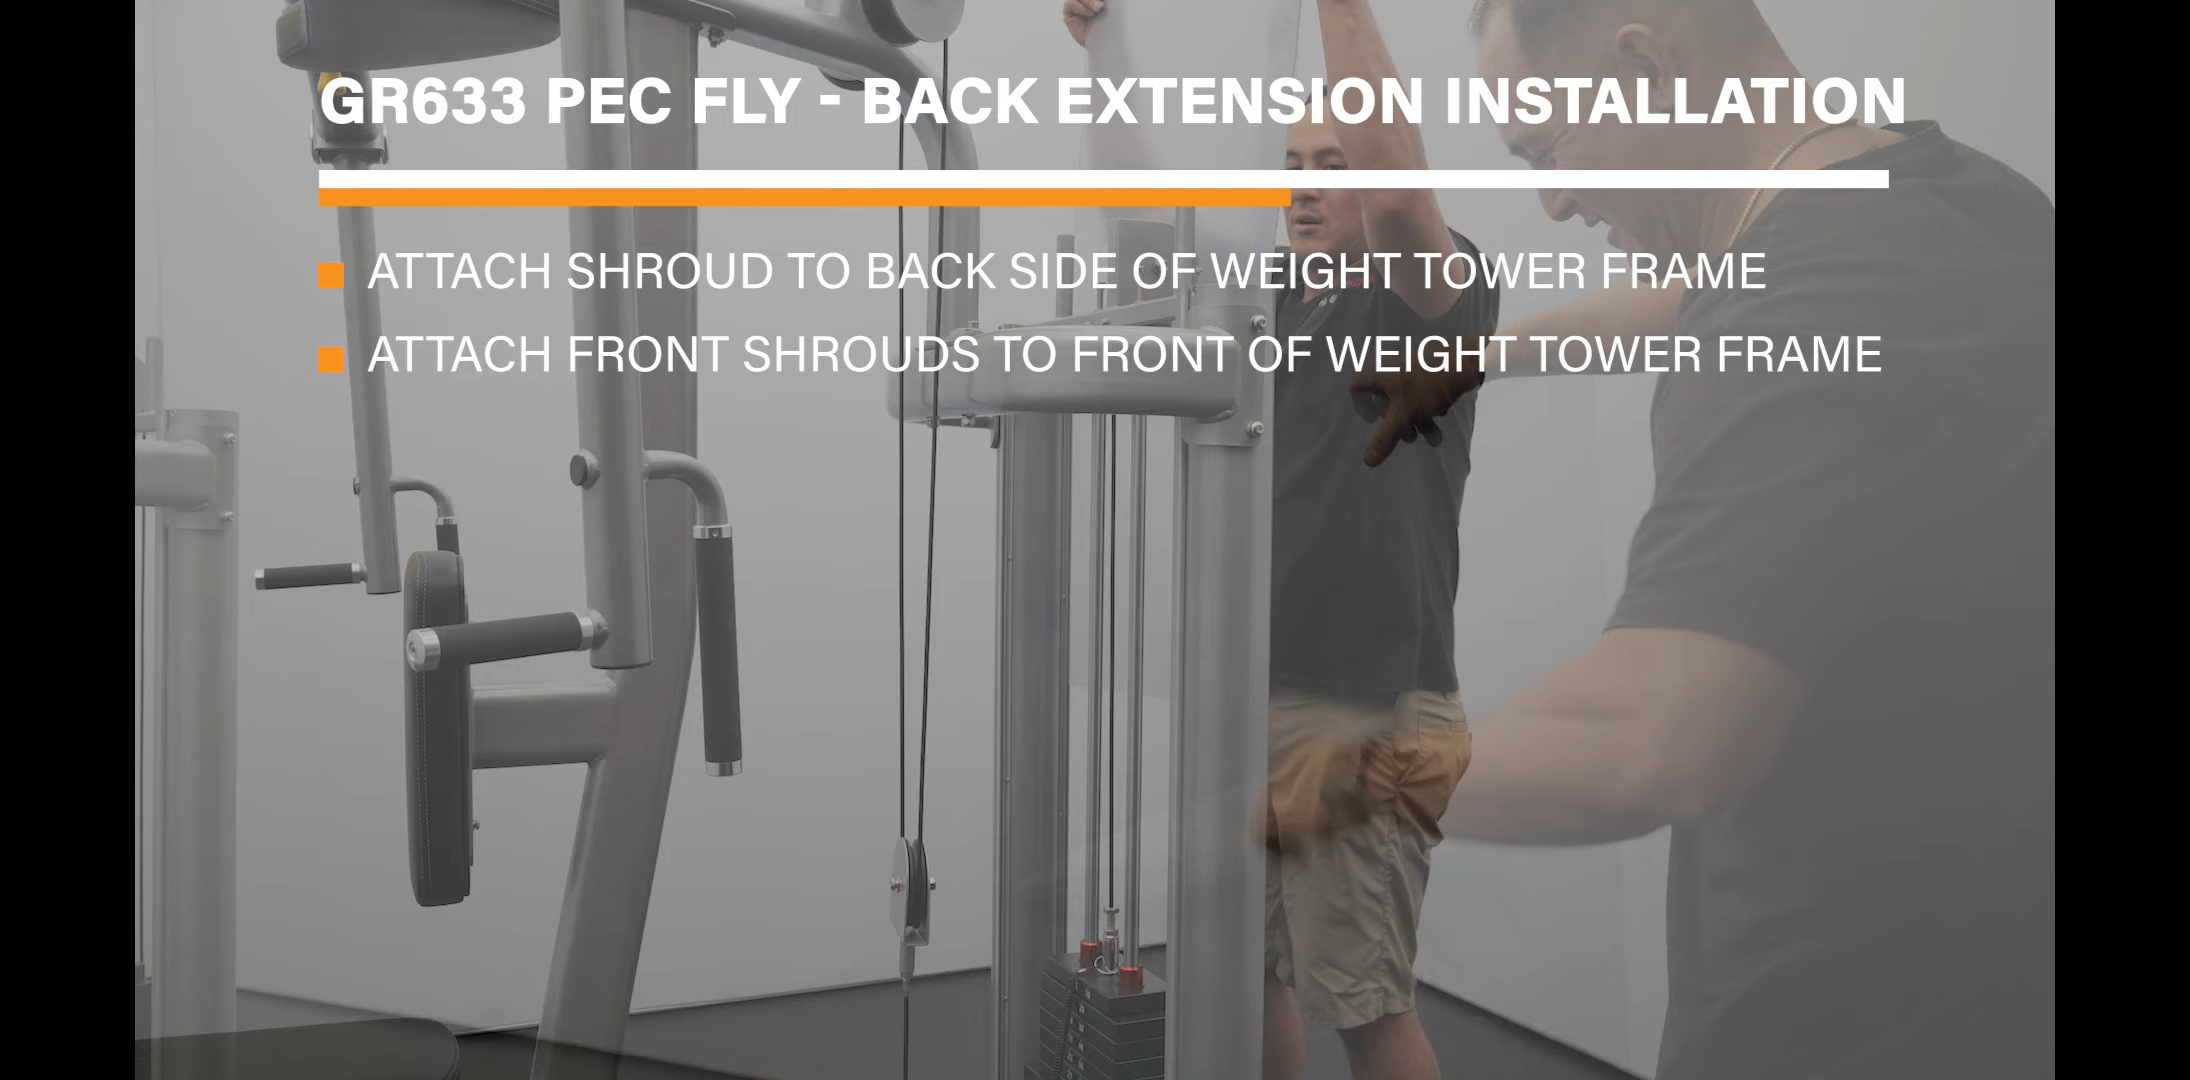 GR633 PEC FLY - BACK EXTENSION INSTALLATION
ATTACH SHROUD TO BACK SIDE OF WEIGHT TOWER FRAME
ATTACH FRONT SHROUDS TO FRONT OF WEIGHT TOWER FRAME